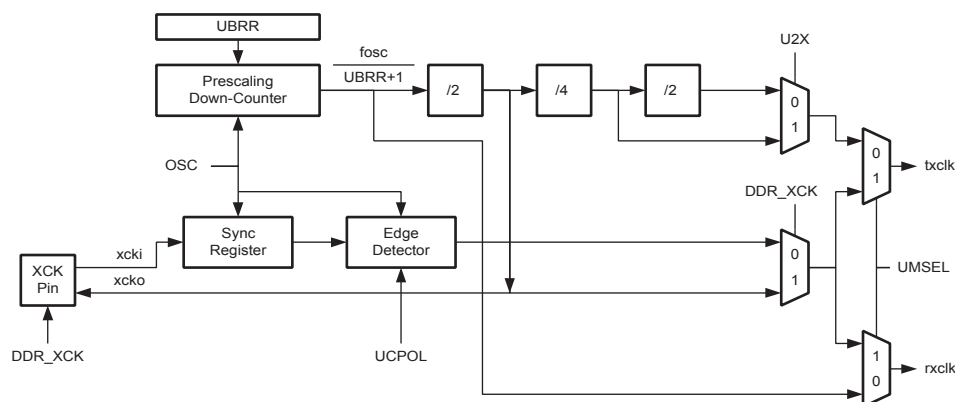 UBRR
fosc
U2X
Prescaling
Down-Counter
UBRR+1
/2
/4
/2
0
1
OSC
0
1
txclk
DDR_XCK
Sync
Register
Edge
Detector
xcki
0
1
XCK
Pin
xcko
UMSEL
DDR_XCK
UCPOL
1
0
rxclk